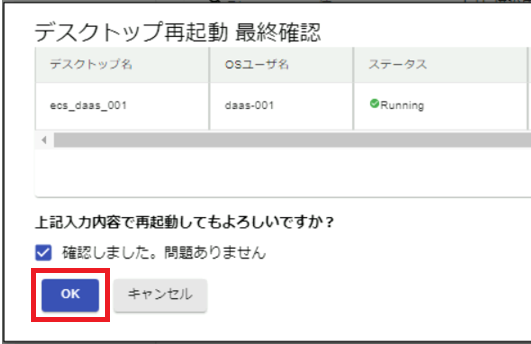 デスクトップ再起動 最終確認
デスクトップ名 OSユーザ名 ステータス
ecs_daas_001 daas-001 Running
上記入力内容で再起動してもよろしいですか？
確認しました。問題ありません
OK キャンセル